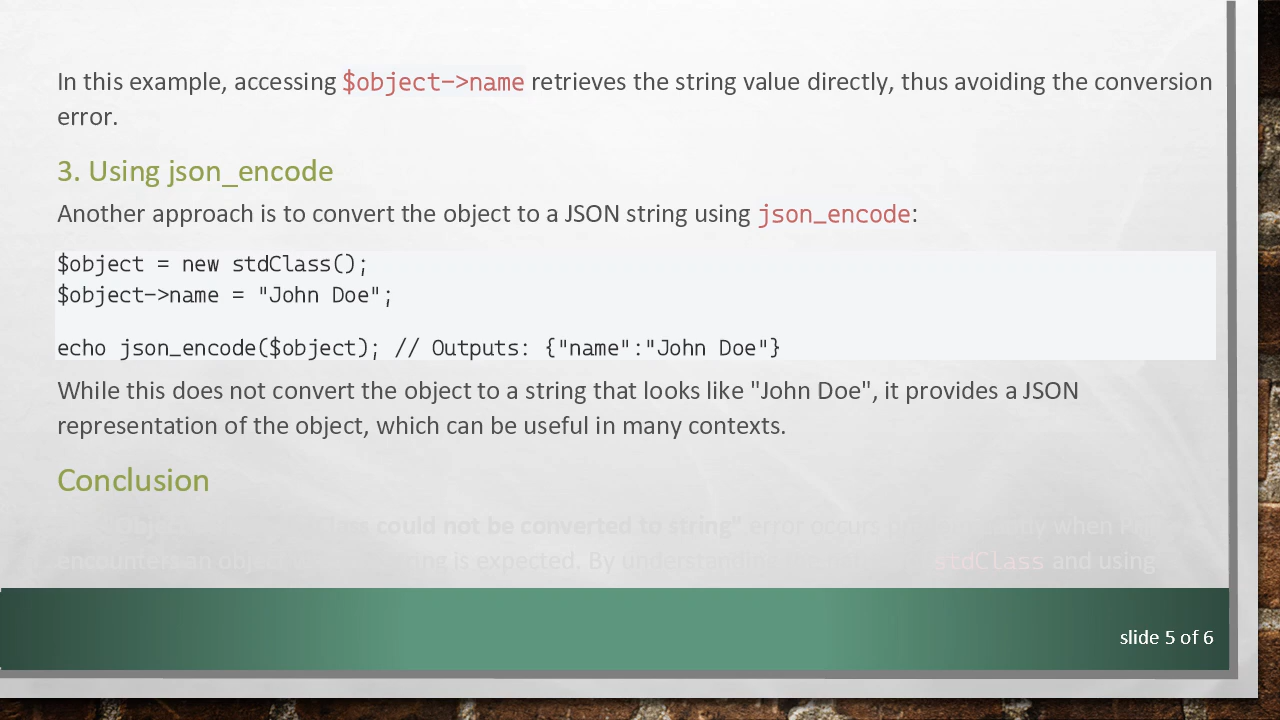 In this example, accessing $object->name retrieves the string value directly, thus avoiding the conversion
error.
3. Using json_encode
Another approach is to convert the object to a JSON string using json_encode:
$object = new stdClass();
$object->name = "John Doe";
echo json_encode($object); // Outputs: {"name":"John Doe"}
While this does not convert the object to a string that looks like "John Doe", it provides a JSON
representation of the object, which can be useful in many contexts.
Conclusion
could not be converted to string" error occurs when
encounters an is expected. By understanding stdClass and using
slide 5 of 6